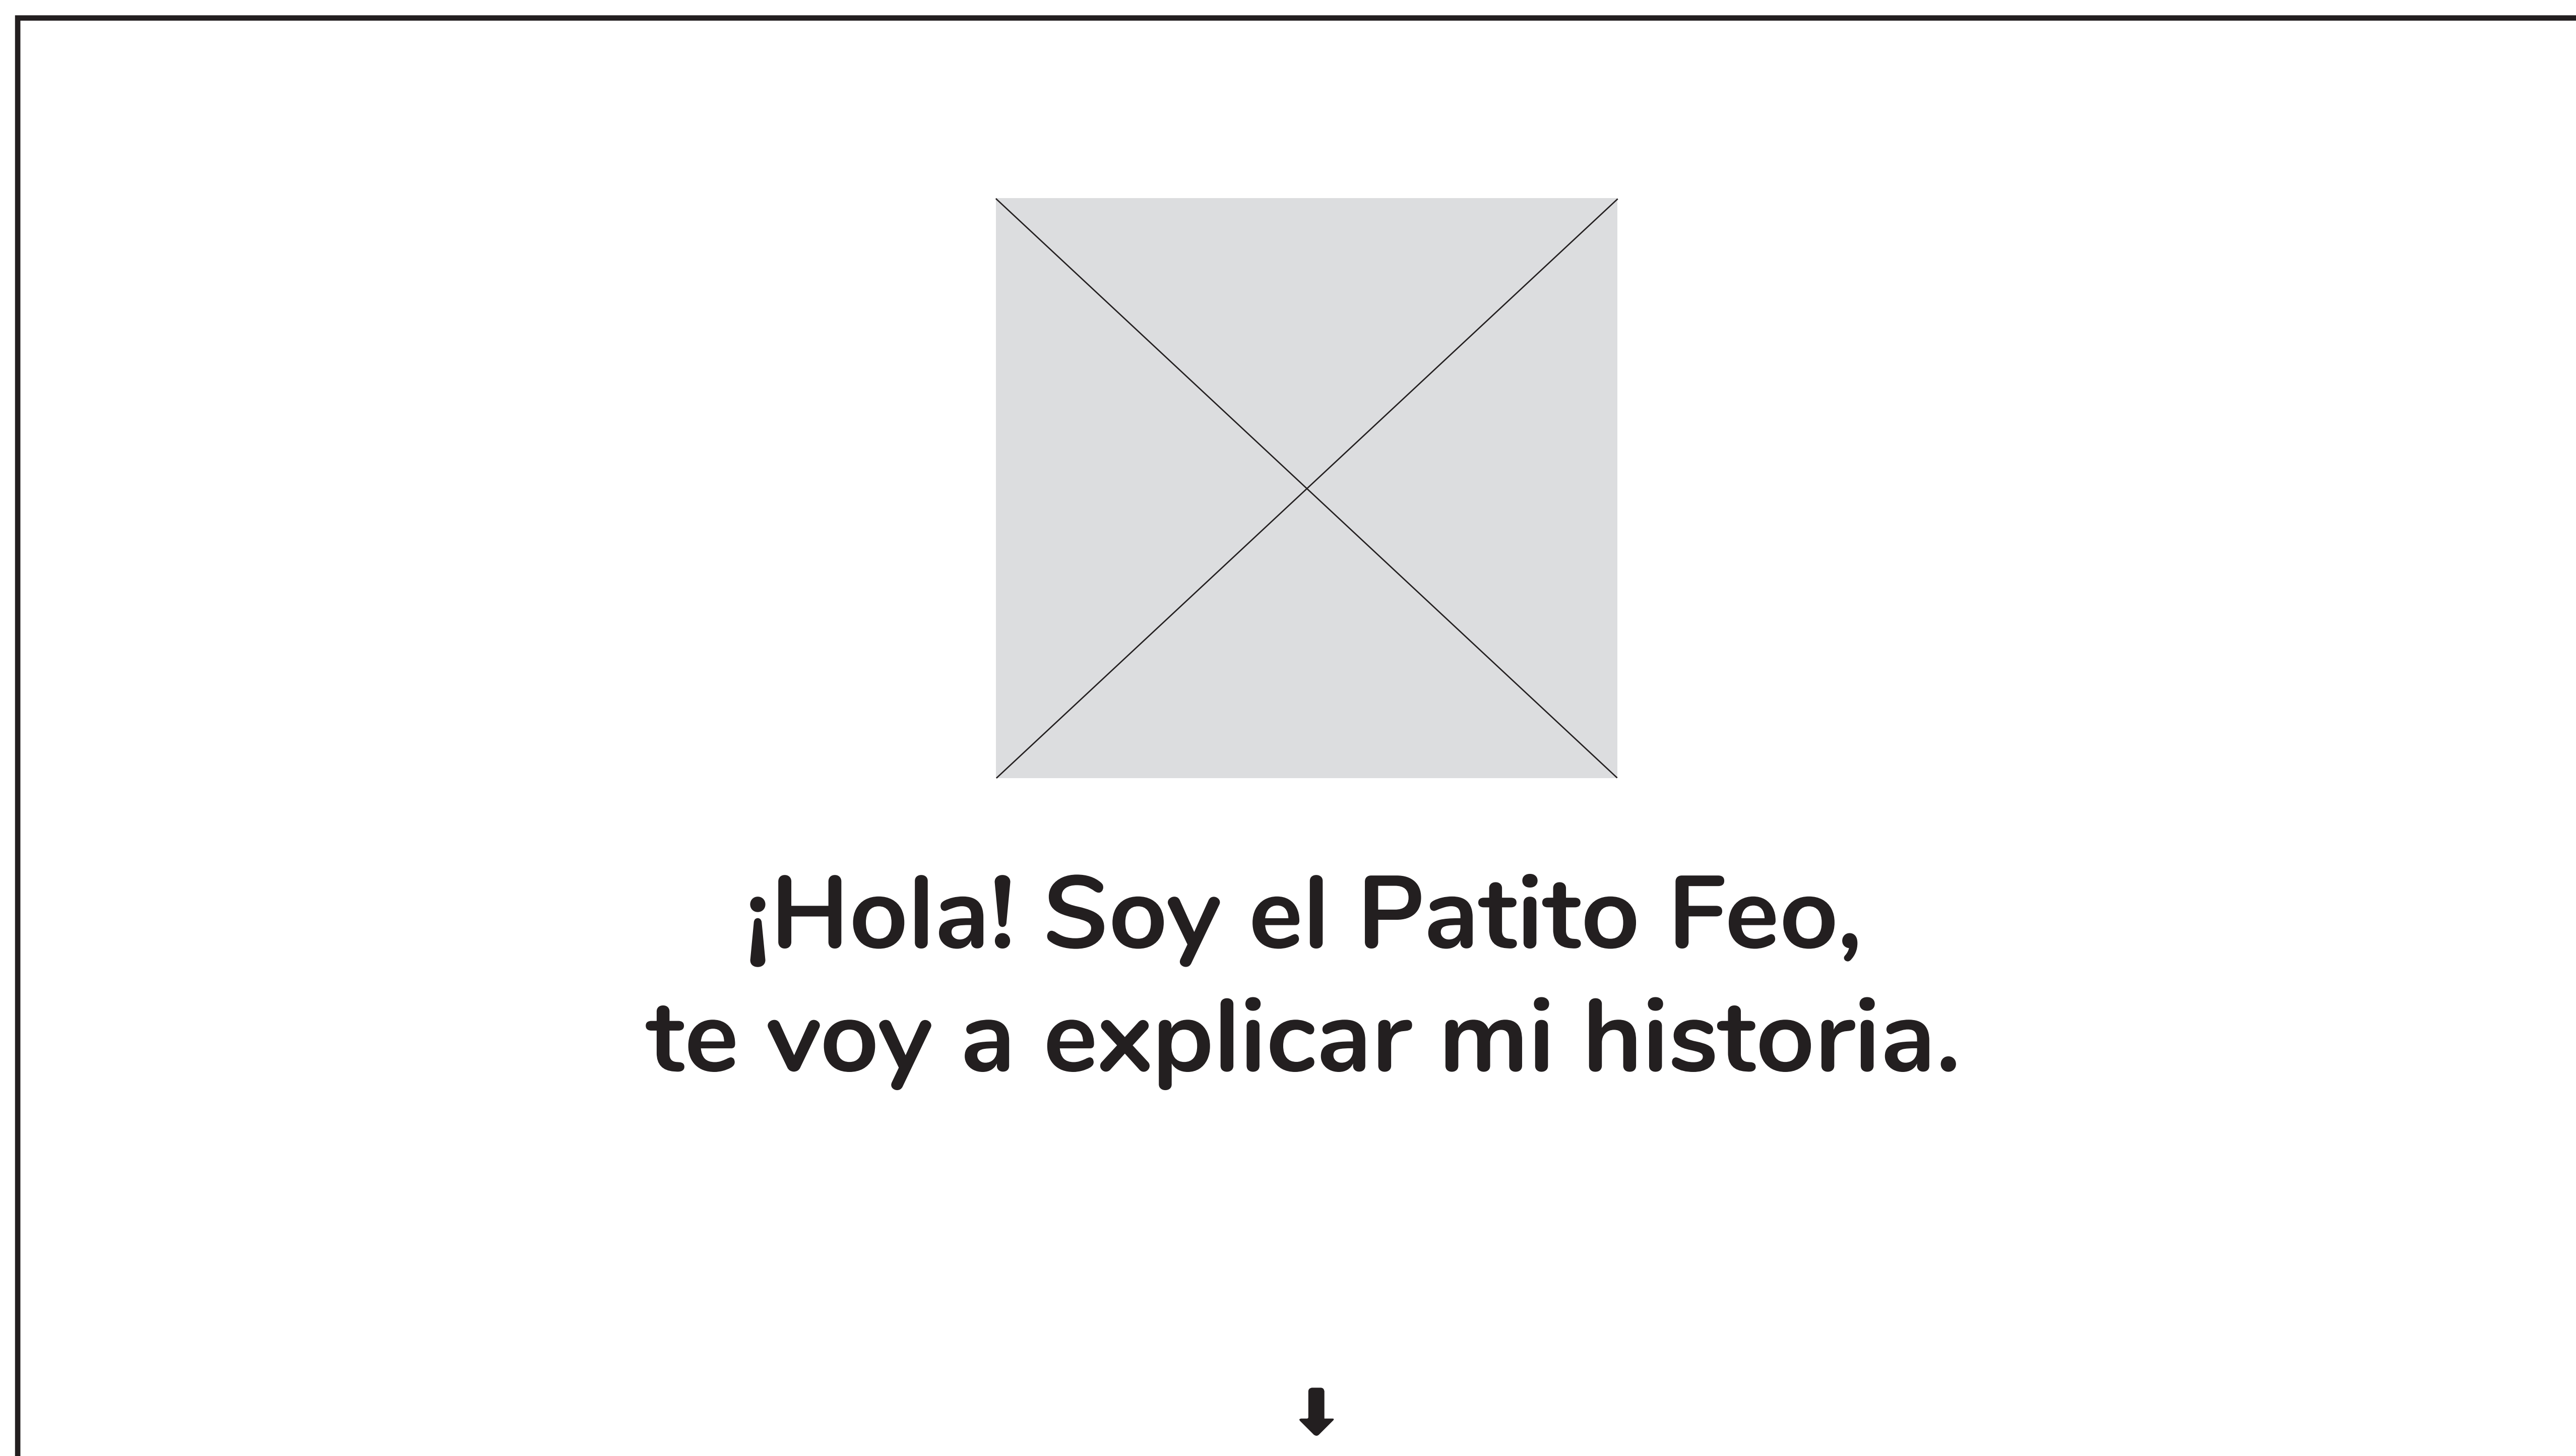 ¡Hola! Soy el Patito Feo,
te voy a explicar mi historia.